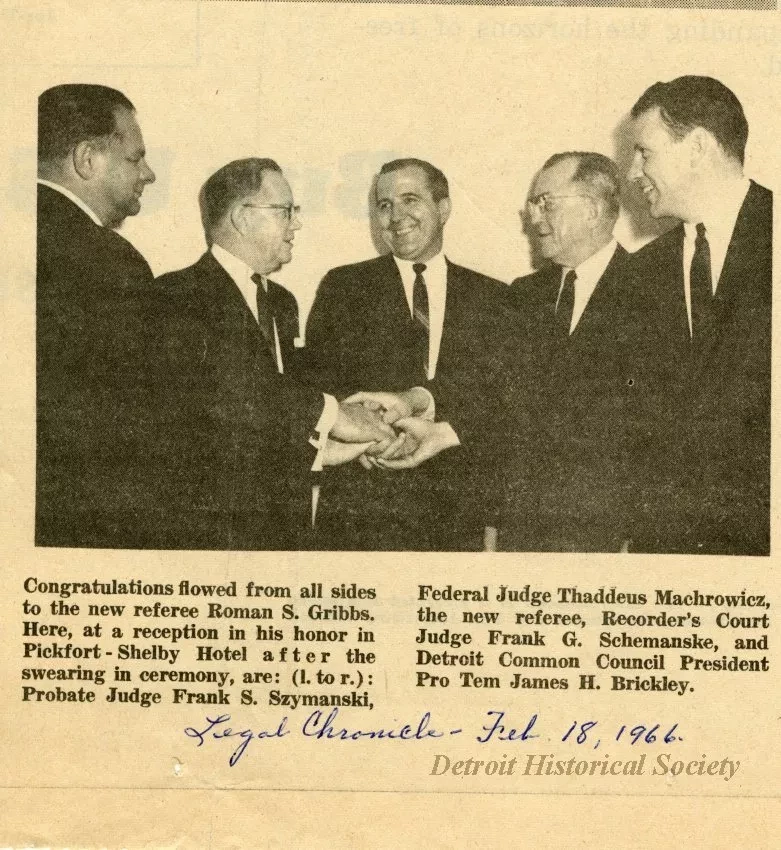 Congratulations flowed from all sides
to the new referee Roman S. Gribbs.
Here, at a reception in his honor in
Pickfort - Shelby Hotel after the
swearing in ceremony, are: (l. to r.):
Probate Judge Frank S. Szymanski,
Federal Judge Thaddeus Machrowicz,
the new referee, Recorder's Court
Judge Frank G. Schemanske, and
Detroit Common Council President
Pro Tem James H. Brickley.
Legal Chronicle - Feb. 18, 1966.
Detroit Historical Society